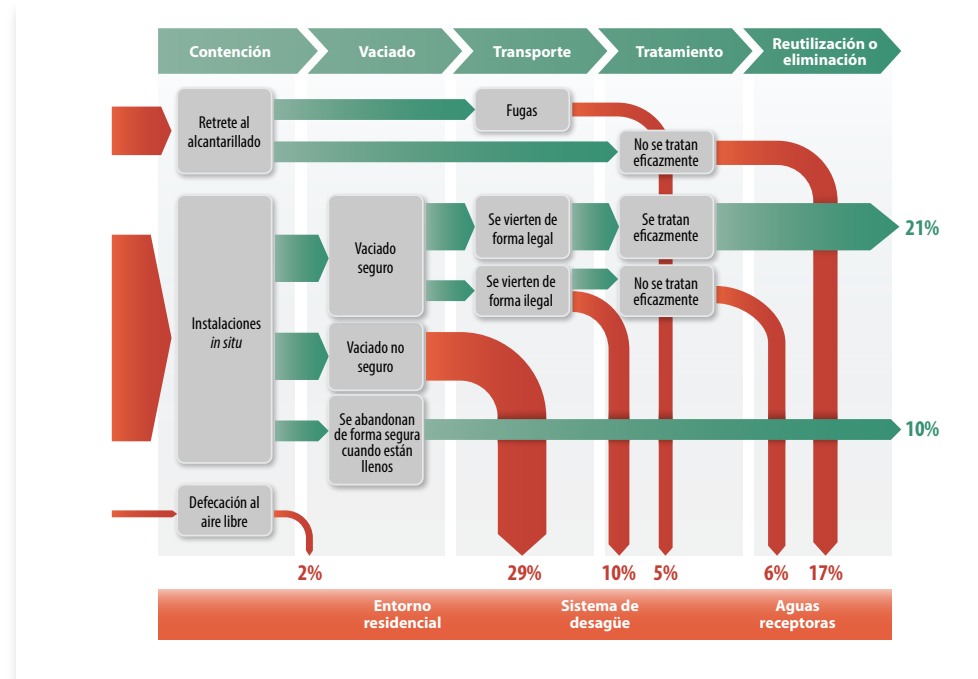 Contención
Vaciado
Transporte
Tratamiento
Reutilización o
eliminación
Retrete al
alcantarillado
Fugas
No se tratan
eficazmente
Instalaciones
in situ
Vaciado
seguro
Se vierten de
forma legal
Se tratan
eficazmente
21%
Se vierten de
forma ilegal
No se tratan
eficazmente
Vaciado no
seguro
Se abandonan
de forma segura
cuando están
llenos
10%
Defecación al
aire libre
2%
29%
10%
5%
6%
17%
Entorno
residencial
Sistema de
desagüe
Aguas
receptoras